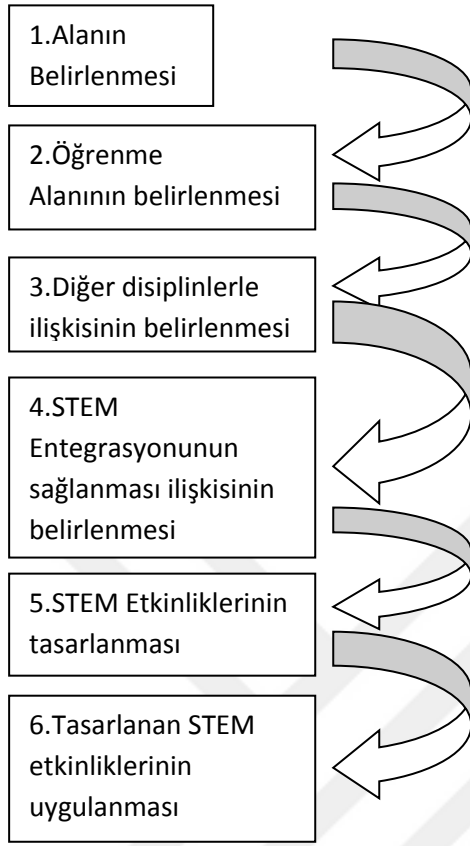 1.Alanın
Belirlenmesi
2.Öğrenme
Alanının belirlenmesi
3.Diğer disiplinlerle
ilişkisinin belirlenmesi
4.STEM
Entegrasyonunun
sağlanması ilişkisinin
belirlenmesi
5.STEM Etkinliklerinin
tasarlanması
6.Tasarlanan STEM
etkinliklerinin
uygulanması